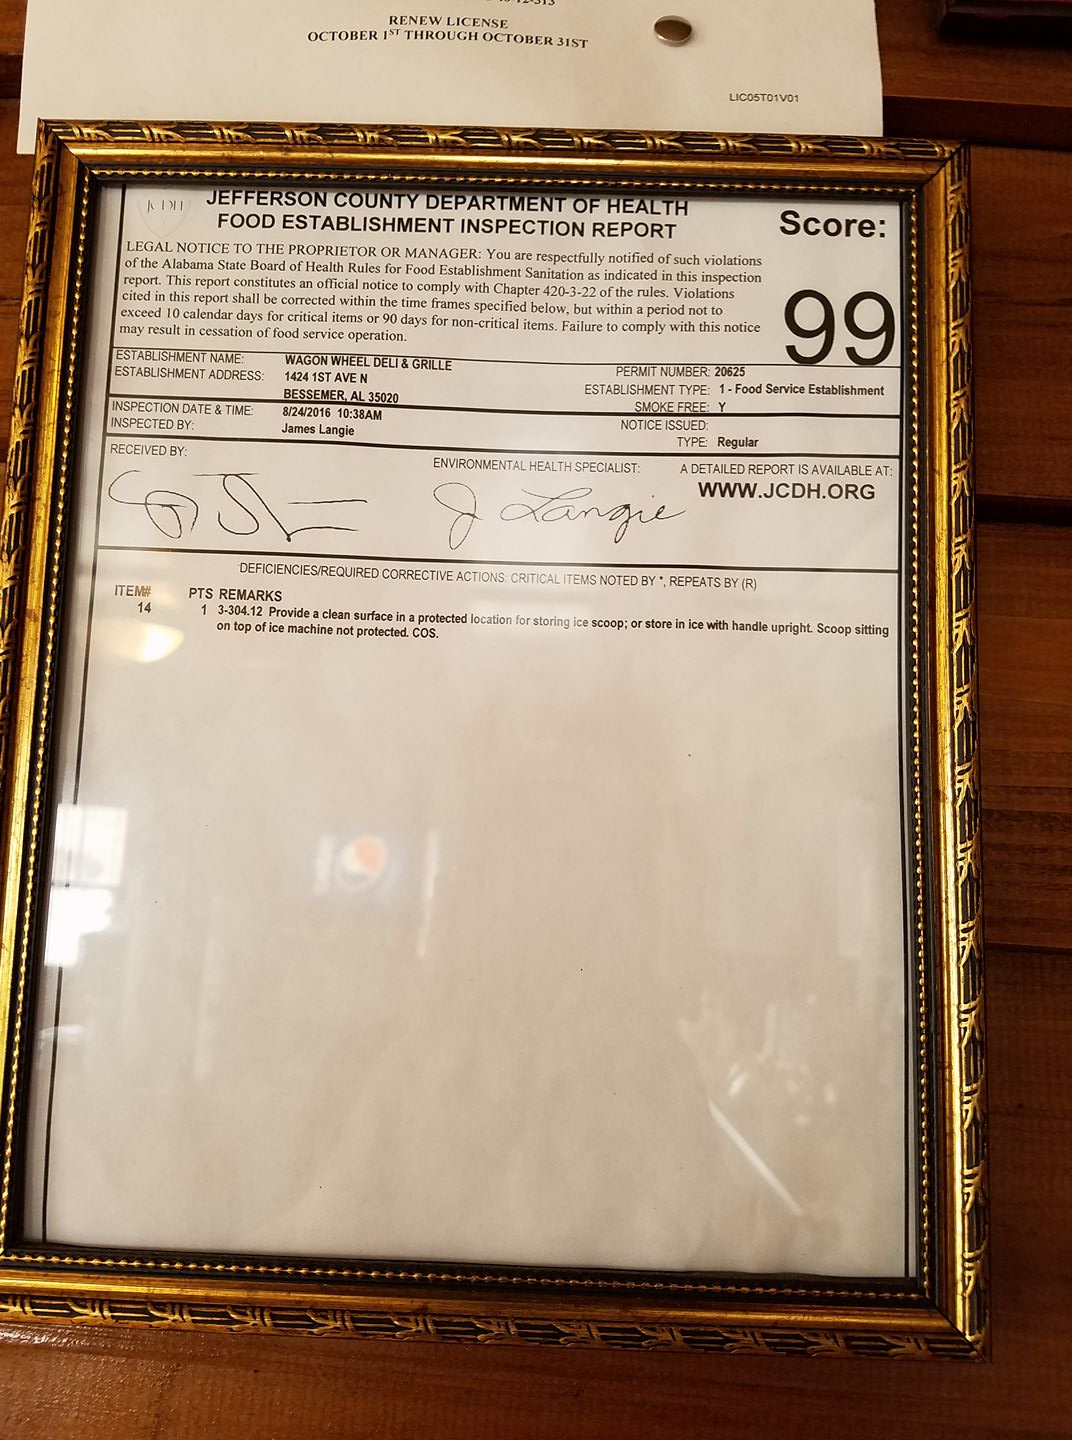 RENEW LICENSE
OCTOBER 1ST THROUGH OCTOBER 31ST
LIC05T01V01
JCDH
JEFFERSON COUNTY DEPARTMENT OF HEALTH
FOOD ESTABLISHMENT INSPECTION REPORT
Score:
99
LEGAL NOTICE TO THE PROPRIETOR OR MANAGER: You are respectfully notified of such violations
of the Alabama State Board of Health Rules for Food Establishment Sanitation as indicated in this inspection
report. This report constitutes an official notice to comply with Chapter 420-3-22 of the rules. Violations
cited in this report shall be corrected within the time frames specified below, but within a period not to
exceed 10 calendar days for critical items or 90 days for non-critical items. Failure to comply with this notice
may result in cessation of food service operation.
ESTABLISHMENT NAME: WAGON WHEEL DELI & GRILLE
ESTABLISHMENT ADDRESS: 1424 1ST AVE N
BESSEMER, AL 35020
PERMIT NUMBER: 20625
ESTABLISHMENT TYPE: 1 - Food Service Establishment
SMOKE FREE: Y
INSPECTION DATE & TIME: 8/24/2016 10:38AM
INSPECTED BY: James Langie
NOTICE ISSUED:
TYPE: Regular
RECEIVED BY:
ENVIRONMENTAL HEALTH SPECIALIST:
J Langie
A DETAILED REPORT IS AVAILABLE AT:
WWW.JCDH.ORG
DEFICIENCIES/REQUIRED CORRECTIVE ACTIONS: CRITICAL ITEMS NOTED BY *, REPEATS BY (R)
ITEM# PTS REMARKS
14 1 3-304.12 Provide a clean surface in a protected location for storing ice scoop; or store in ice with handle upright. Scoop sitting
on top of ice machine not protected. COS.